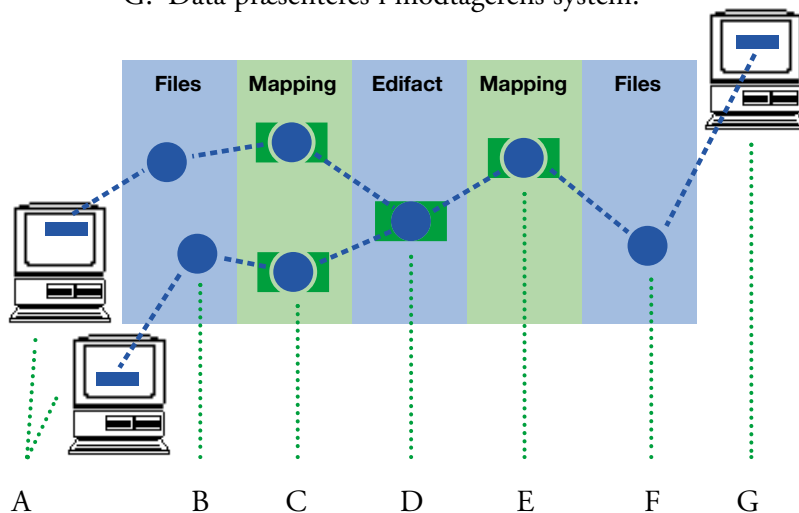 G. Data præsenteres i modtagerens system.
Files Mapping Edifact Mapping Files
A B C D E F G